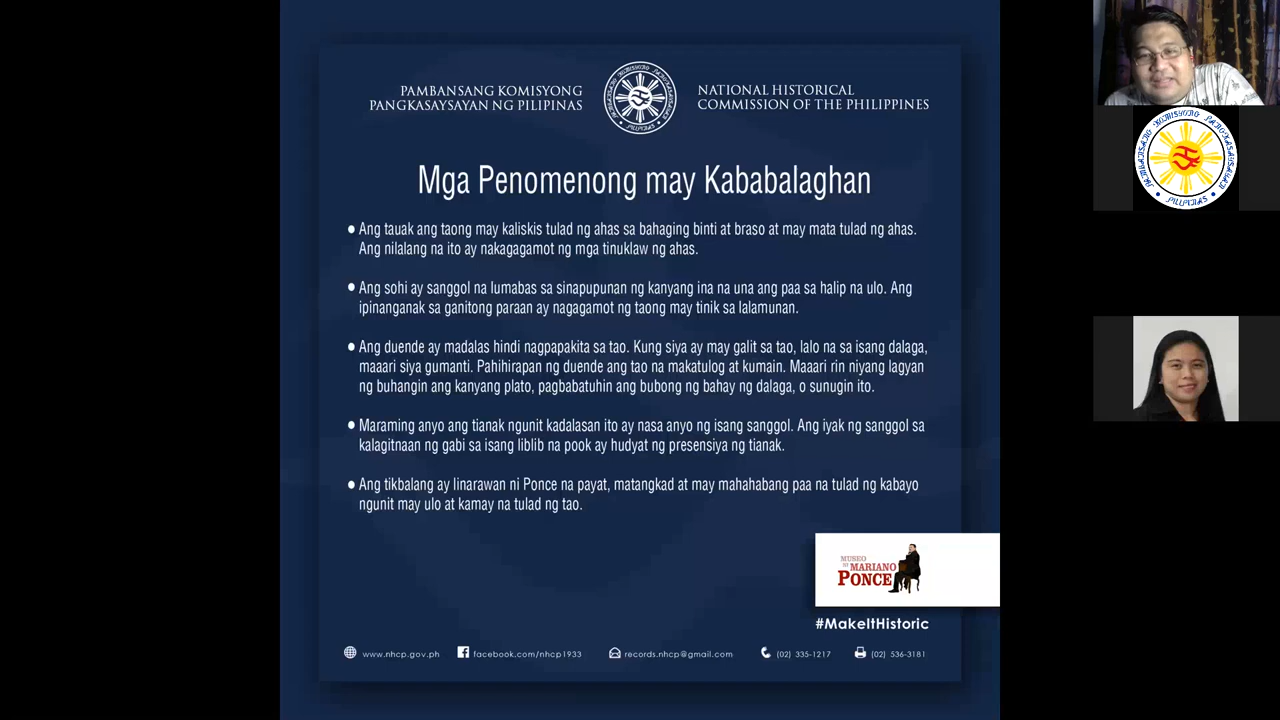 PAMBANSANG KOMISYONG
PANGKASAYSAYAN NG PILIPINAS
NATIONAL HISTORICAL
COMMISSION OF THE PHILIPPINES
Mga Penomenong may Kababalaghan
● Ang tauak ang taong may kaliskis tulad ng ahas sa bahaging binti at braso at may mata tulad ng ahas.
Ang nilalang na ito ay nakagagamot ng mga tinuklaw ng ahas.
● Ang sohi ay sanggol na lumabas sa sinapupunan ng kanyang ina na una ang paa sa halip na ulo. Ang
ipinanganak sa ganitong paraan ay nagagamot ng taong may tinik sa lalamunan.
● Ang duende ay madalas hindi nagpapakita sa tao. Kung siya ay may galit sa tao, lalo na sa isang dalaga,
maaari siya gumanti. Pahihirapan ng duende ang tao na makatulog at kumain. Maaari rin niyang lagyan
ng buhangin ang kanyang plato, pagbabatuhin ang bubong ng bahay ng dalaga, o sunugin ito.
● Maraming anyo ang tianak ngunit kadalasan ito ay nasa anyo ng isang sanggol. Ang iyak ng sanggol sa
kalagitnaan ng gabi sa isang liblib na pook ay hudyat ng presensiya ng tianak.
● Ang tikbalang ay linarawan ni Ponce na payat, matangkad at may mahahabang paa na tulad ng kabayo
ngunit may ulo at kamay na tulad ng tao.
MUSEO
NI MARIANO
PONCE
#MakeItHistoric
www.nhcp.gov.ph
facebook.com/nhcp1933
records.nhcp@gmail.com
(02) 335-1217
(02) 536-3181
PAMBANSANG KOMISYONG PANGKASAYSAYAN
• PILIPINAS •